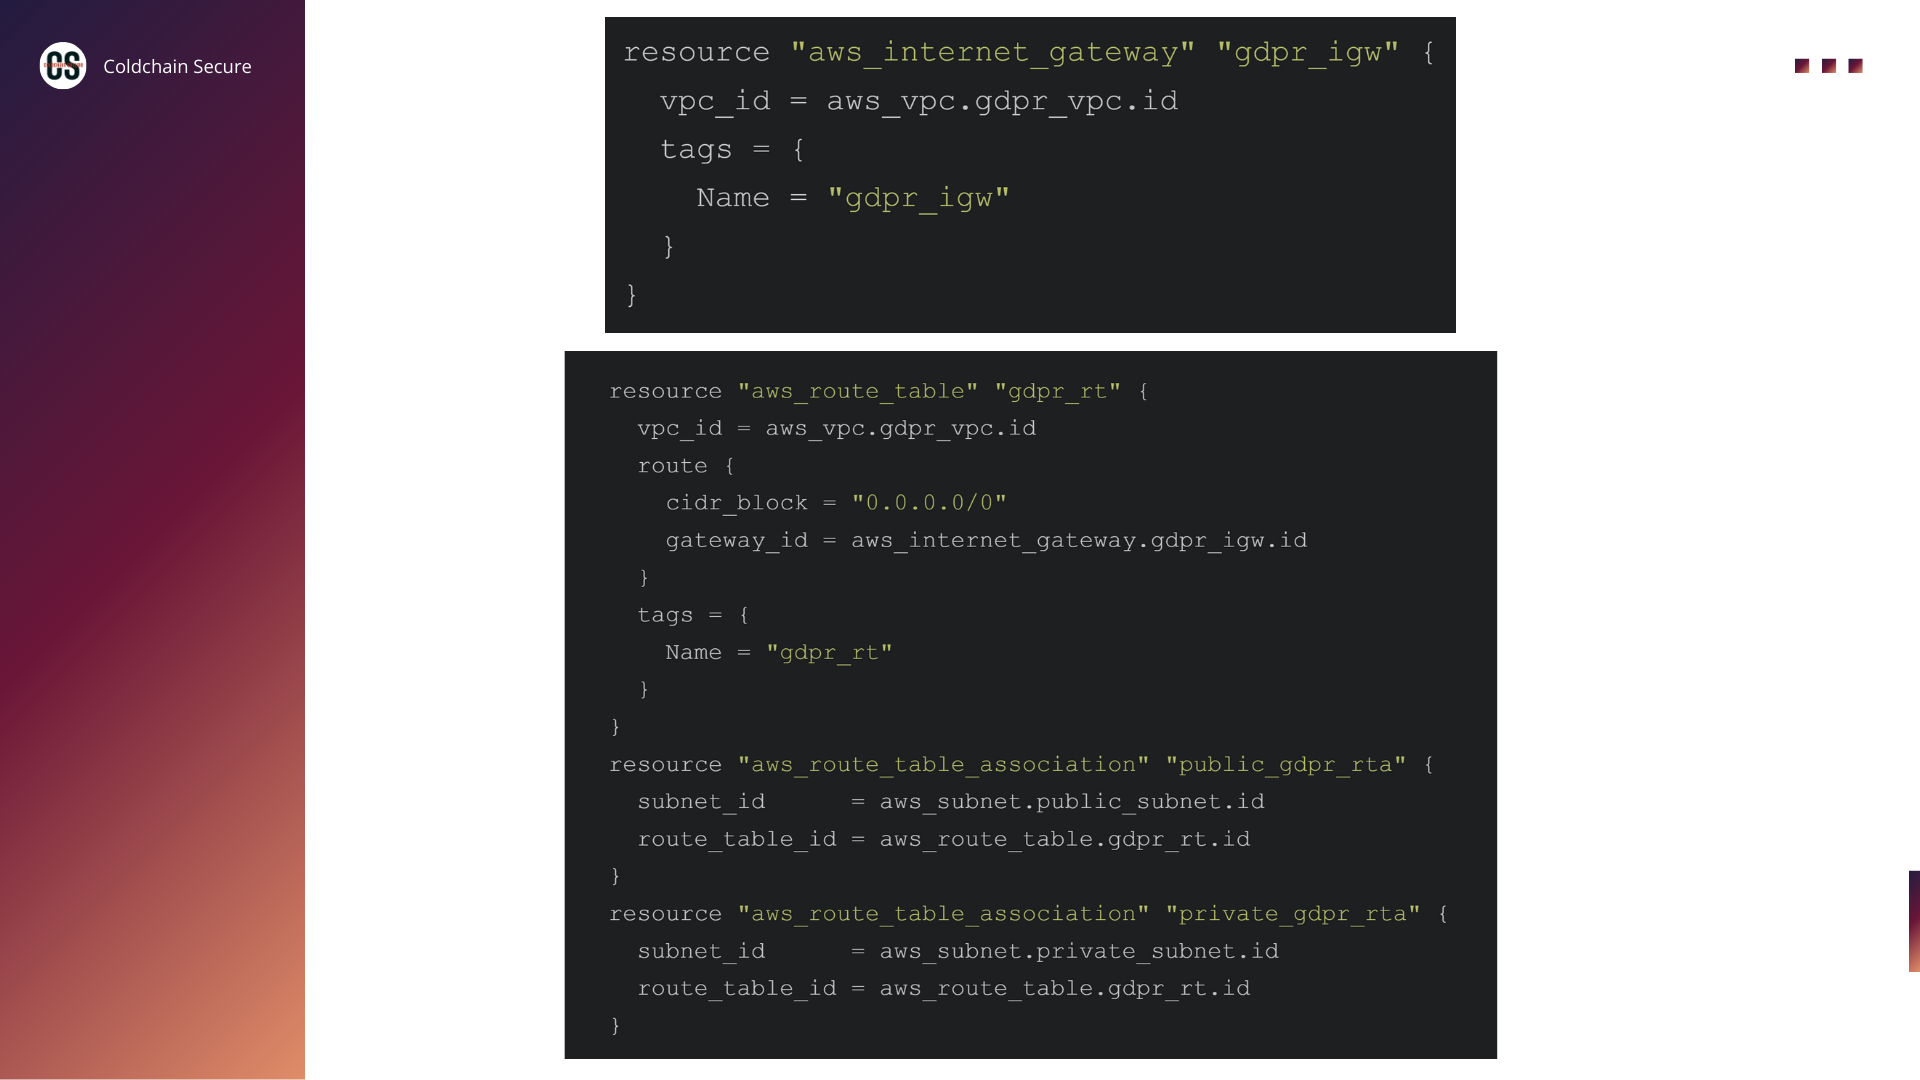 CS
Coldchain Secure
resource "aws_internet_gateway" "gdpr_igw" {
  vpc_id = aws_vpc.gdpr_vpc.id
  tags = {
    Name = "gdpr_igw"
  }
}
resource "aws_route_table" "gdpr_rt" {
  vpc_id = aws_vpc.gdpr_vpc.id
  route {
    cidr_block = "0.0.0.0/0"
    gateway_id = aws_internet_gateway.gdpr_igw.id
  }
  tags = {
    Name = "gdpr_rt"
  }
}
resource "aws_route_table_association" "public_gdpr_rta" {
  subnet_id      = aws_subnet.public_subnet.id
  route_table_id = aws_route_table.gdpr_rt.id
}
resource "aws_route_table_association" "private_gdpr_rta" {
  subnet_id      = aws_subnet.private_subnet.id
  route_table_id = aws_route_table.gdpr_rt.id
}